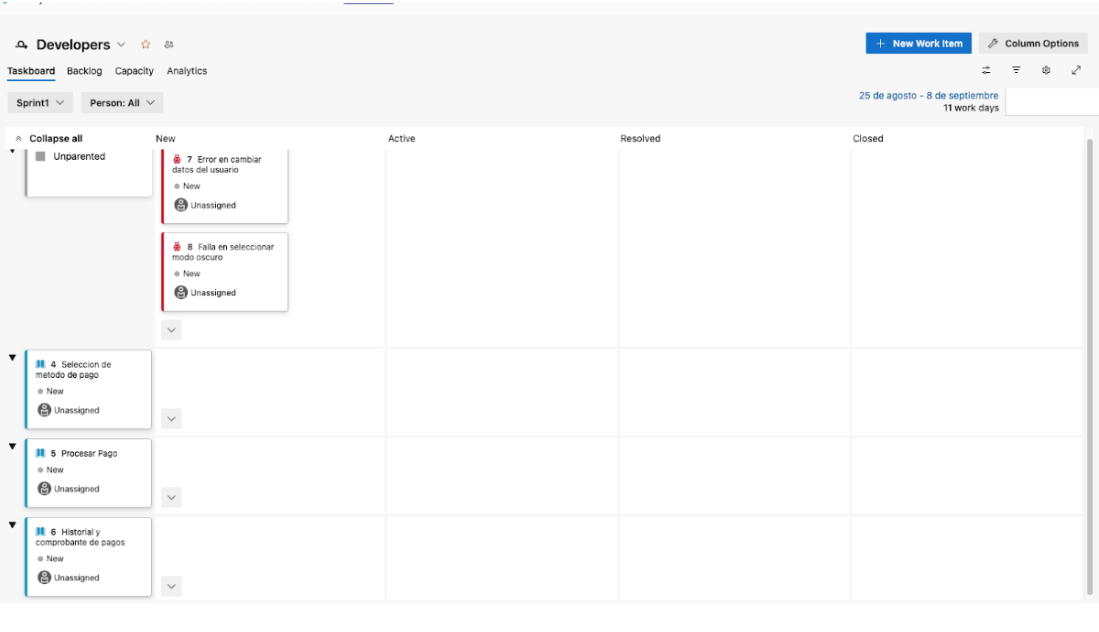 Developers
New Work Item
Column Options
Taskboard Backlog Capacity Analytics
Sprint1
Person: All
25 de agosto - 8 de septiembre
11 work days
Collapse all
New
Active
Resolved
Closed
Unparented
7 Error en cambiar
datos del usuario
New
Unassigned
8 Falla en seleccionar
modo oscuro
New
Unassigned
4 Seleccion de
metodo de pago
New
Unassigned
5 Procesar Pago
New
Unassigned
6 Historial y
comprobante de pagos
New
Unassigned